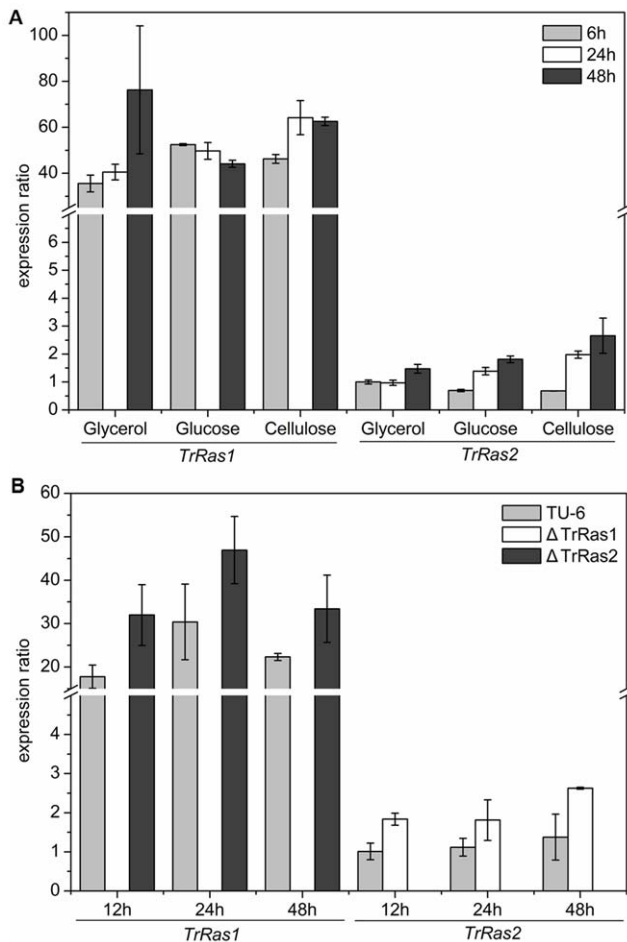 A
100
80
60
40
6
5
4
3
2
1
0
expression ratio
6h
24h
48h
Glycerol Glucose Cellulose Glycerol Glucose Cellulose
TrRas1 TrRas2
B
60
50
40
30
20
4
3
2
1
0
expression ratio
TU-6
Δ TrRas1
Δ TrRas2
12h 24h 48h 12h 24h 48h
TrRas1 TrRas2